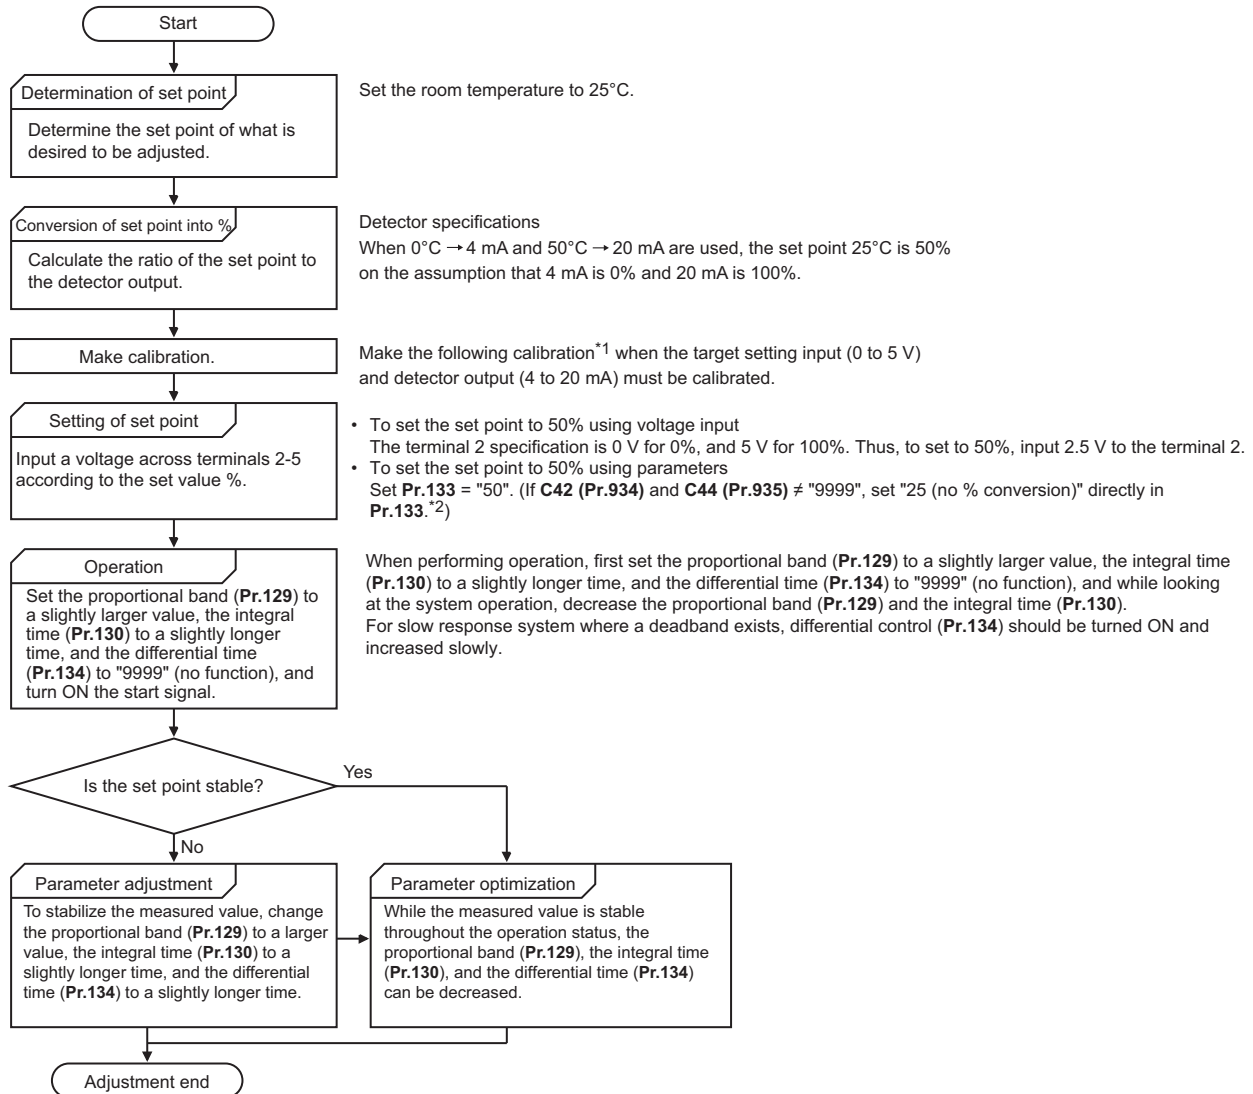 Start
Determination of set point
Determine the set point of what is
desired to be adjusted.
Set the room temperature to 25°C.
Conversion of set point into %
Calculate the ratio of the set point to
the detector output.
Detector specifications
When 0°C → 4 mA and 50°C → 20 mA are used, the set point 25°C is 50%
on the assumption that 4 mA is 0% and 20 mA is 100%.
Make calibration.
Make the following calibration*1 when the target setting input (0 to 5 V)
and detector output (4 to 20 mA) must be calibrated.
Setting of set point
Input a voltage across terminals 2-5
according to the set value %.
• To set the set point to 50% using voltage input
The terminal 2 specification is 0 V for 0%, and 5 V for 100%. Thus, to set to 50%, input 2.5 V to the terminal 2.
• To set the set point to 50% using parameters
Set Pr.133 = "50". (If C42 (Pr.934) and C44 (Pr.935) ≠ "9999", set "25 (no % conversion)" directly in
Pr.133.*2)
Operation
Set the proportional band (Pr.129) to
a slightly larger value, the integral
time (Pr.130) to a slightly longer
time, and the differential time
(Pr.134) to "9999" (no function), and
turn ON the start signal.
When performing operation, first set the proportional band (Pr.129) to a slightly larger value, the integral time
(Pr.130) to a slightly longer time, and the differential time (Pr.134) to "9999" (no function), and while looking
at the system operation, decrease the proportional band (Pr.129) and the integral time (Pr.130).
For slow response system where a deadband exists, differential control (Pr.134) should be turned ON and
increased slowly.
Is the set point stable?
Yes
No
Parameter adjustment
To stabilize the measured value, change
the proportional band (Pr.129) to a larger
value, the integral time (Pr.130) to a
slightly longer time, and the differential
time (Pr.134) to a slightly longer time.
Parameter optimization
While the measured value is stable
throughout the operation status, the
proportional band (Pr.129), the integral time
(Pr.130), and the differential time (Pr.134)
can be decreased.
Adjustment end